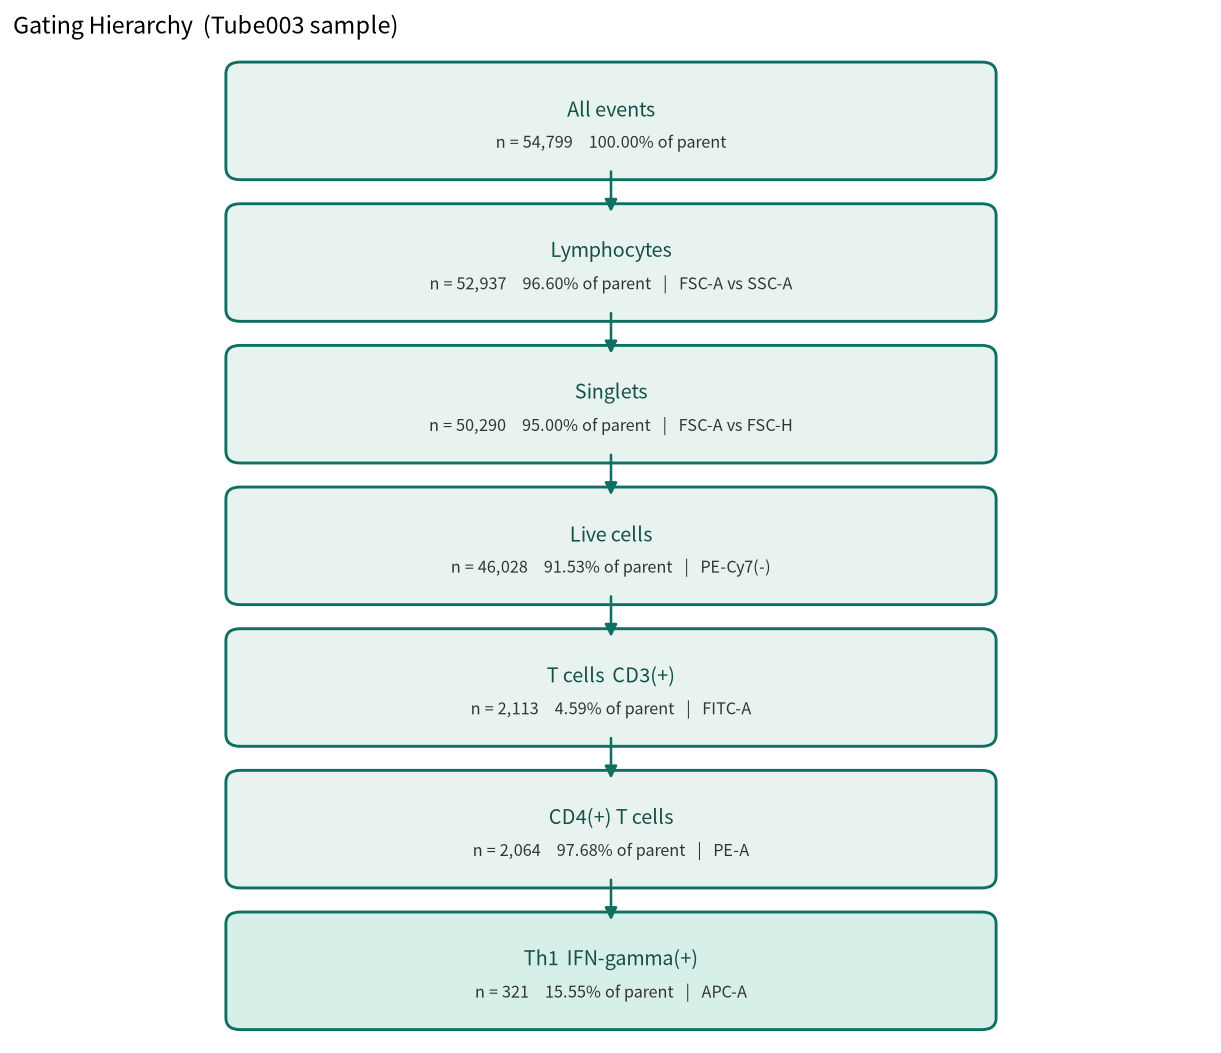 Gating Hierarchy (Tube003 sample)
All events
n = 54,799 100.00% of parent
Lymphocytes
n = 52,937 96.60% of parent | FSC-A vs SSC-A
Singlets
n = 50,290 95.00% of parent | FSC-A vs FSC-H
Live cells
n = 46,028 91.53% of parent | PE-Cy7(-)
T cells CD3(+)
n = 2,113 4.59% of parent | FITC-A
CD4(+) T cells
n = 2,064 97.68% of parent | PE-A
Th1 IFN-gamma(+)
n = 321 15.55% of parent | APC-A